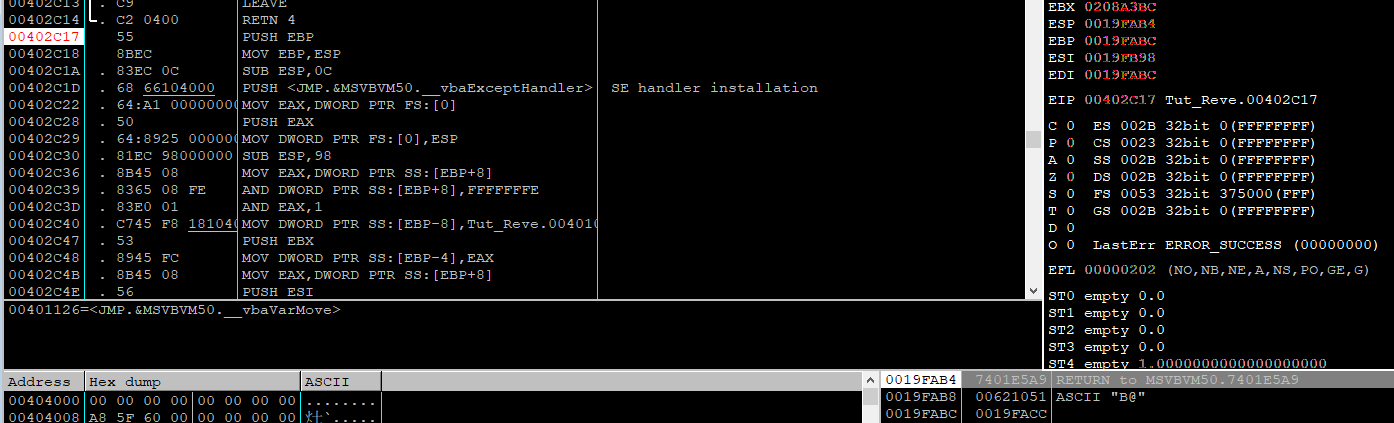 00402C13 . C9 LEAVE
00402C14 . C2 0400 RETN 4
00402C17 55 PUSH EBP
00402C18 8BEC MOV EBP,ESP
00402C1A . 83EC 0C SUB ESP,0C
00402C1D . 68 66104000 PUSH <JMP.&MSVBVM50.__vbaExceptHandler> SE handler installation
00402C22 . 64:A1 00000000 MOV EAX,DWORD PTR FS:[0]
00402C28 . 50 PUSH EAX
00402C29 . 64:8925 000000 MOV DWORD PTR FS:[0],ESP
00402C30 . 81EC 98000000 SUB ESP,98
00402C36 . 8B45 08 MOV EAX,DWORD PTR SS:[EBP+8]
00402C39 . 8365 08 FE AND DWORD PTR SS:[EBP+8],FFFFFFFE
00402C3D . 83E0 01 AND EAX,1
00402C40 . C745 F8 181040 MOV DWORD PTR SS:[EBP-8],Tut_Reve.004010
00402C47 . 53 PUSH EBX
00402C48 . 8945 FC MOV DWORD PTR SS:[EBP-4],EAX
00402C4B . 8B45 08 MOV EAX,DWORD PTR SS:[EBP+8]
00402C4E . 56 PUSH ESI
00401126=<JMP.&MSVBVM50.__vbaVarMove>
EBX 0208A3BC
ESP 0019FAB4
EBP 0019FABC
ESI 0019FB98
EDI 0019FABC
EIP 00402C17 Tut_Reve.00402C17
C 0 ES 002B 32bit 0(FFFFFFFF)
P 0 CS 0023 32bit 0(FFFFFFFF)
A 0 SS 002B 32bit 0(FFFFFFFF)
Z 0 DS 002B 32bit 0(FFFFFFFF)
S 0 FS 0053 32bit 375000(FFF)
T 0 GS 002B 32bit 0(FFFFFFFF)
D 0
O 0 LastErr ERROR_SUCCESS (00000000)
EFL 00000202 (NO,NB,NE,A,NS,PO,GE,G)
ST0 empty 0.0
ST1 empty 0.0
ST2 empty 0.0
ST3 empty 0.0
ST4 empty 1.0000000000000000000
Address Hex dump ASCII
00404000 00 00 00 00 00 00 00 00 ........
00404008 A8 5F 60 00 00 00 00 00 `.....
0019FAB4 7401E5A9 RETURN to MSVBVM50.7401E5A9
0019FAB8 00621051 ASCII "B@"
0019FABC 0019FACC